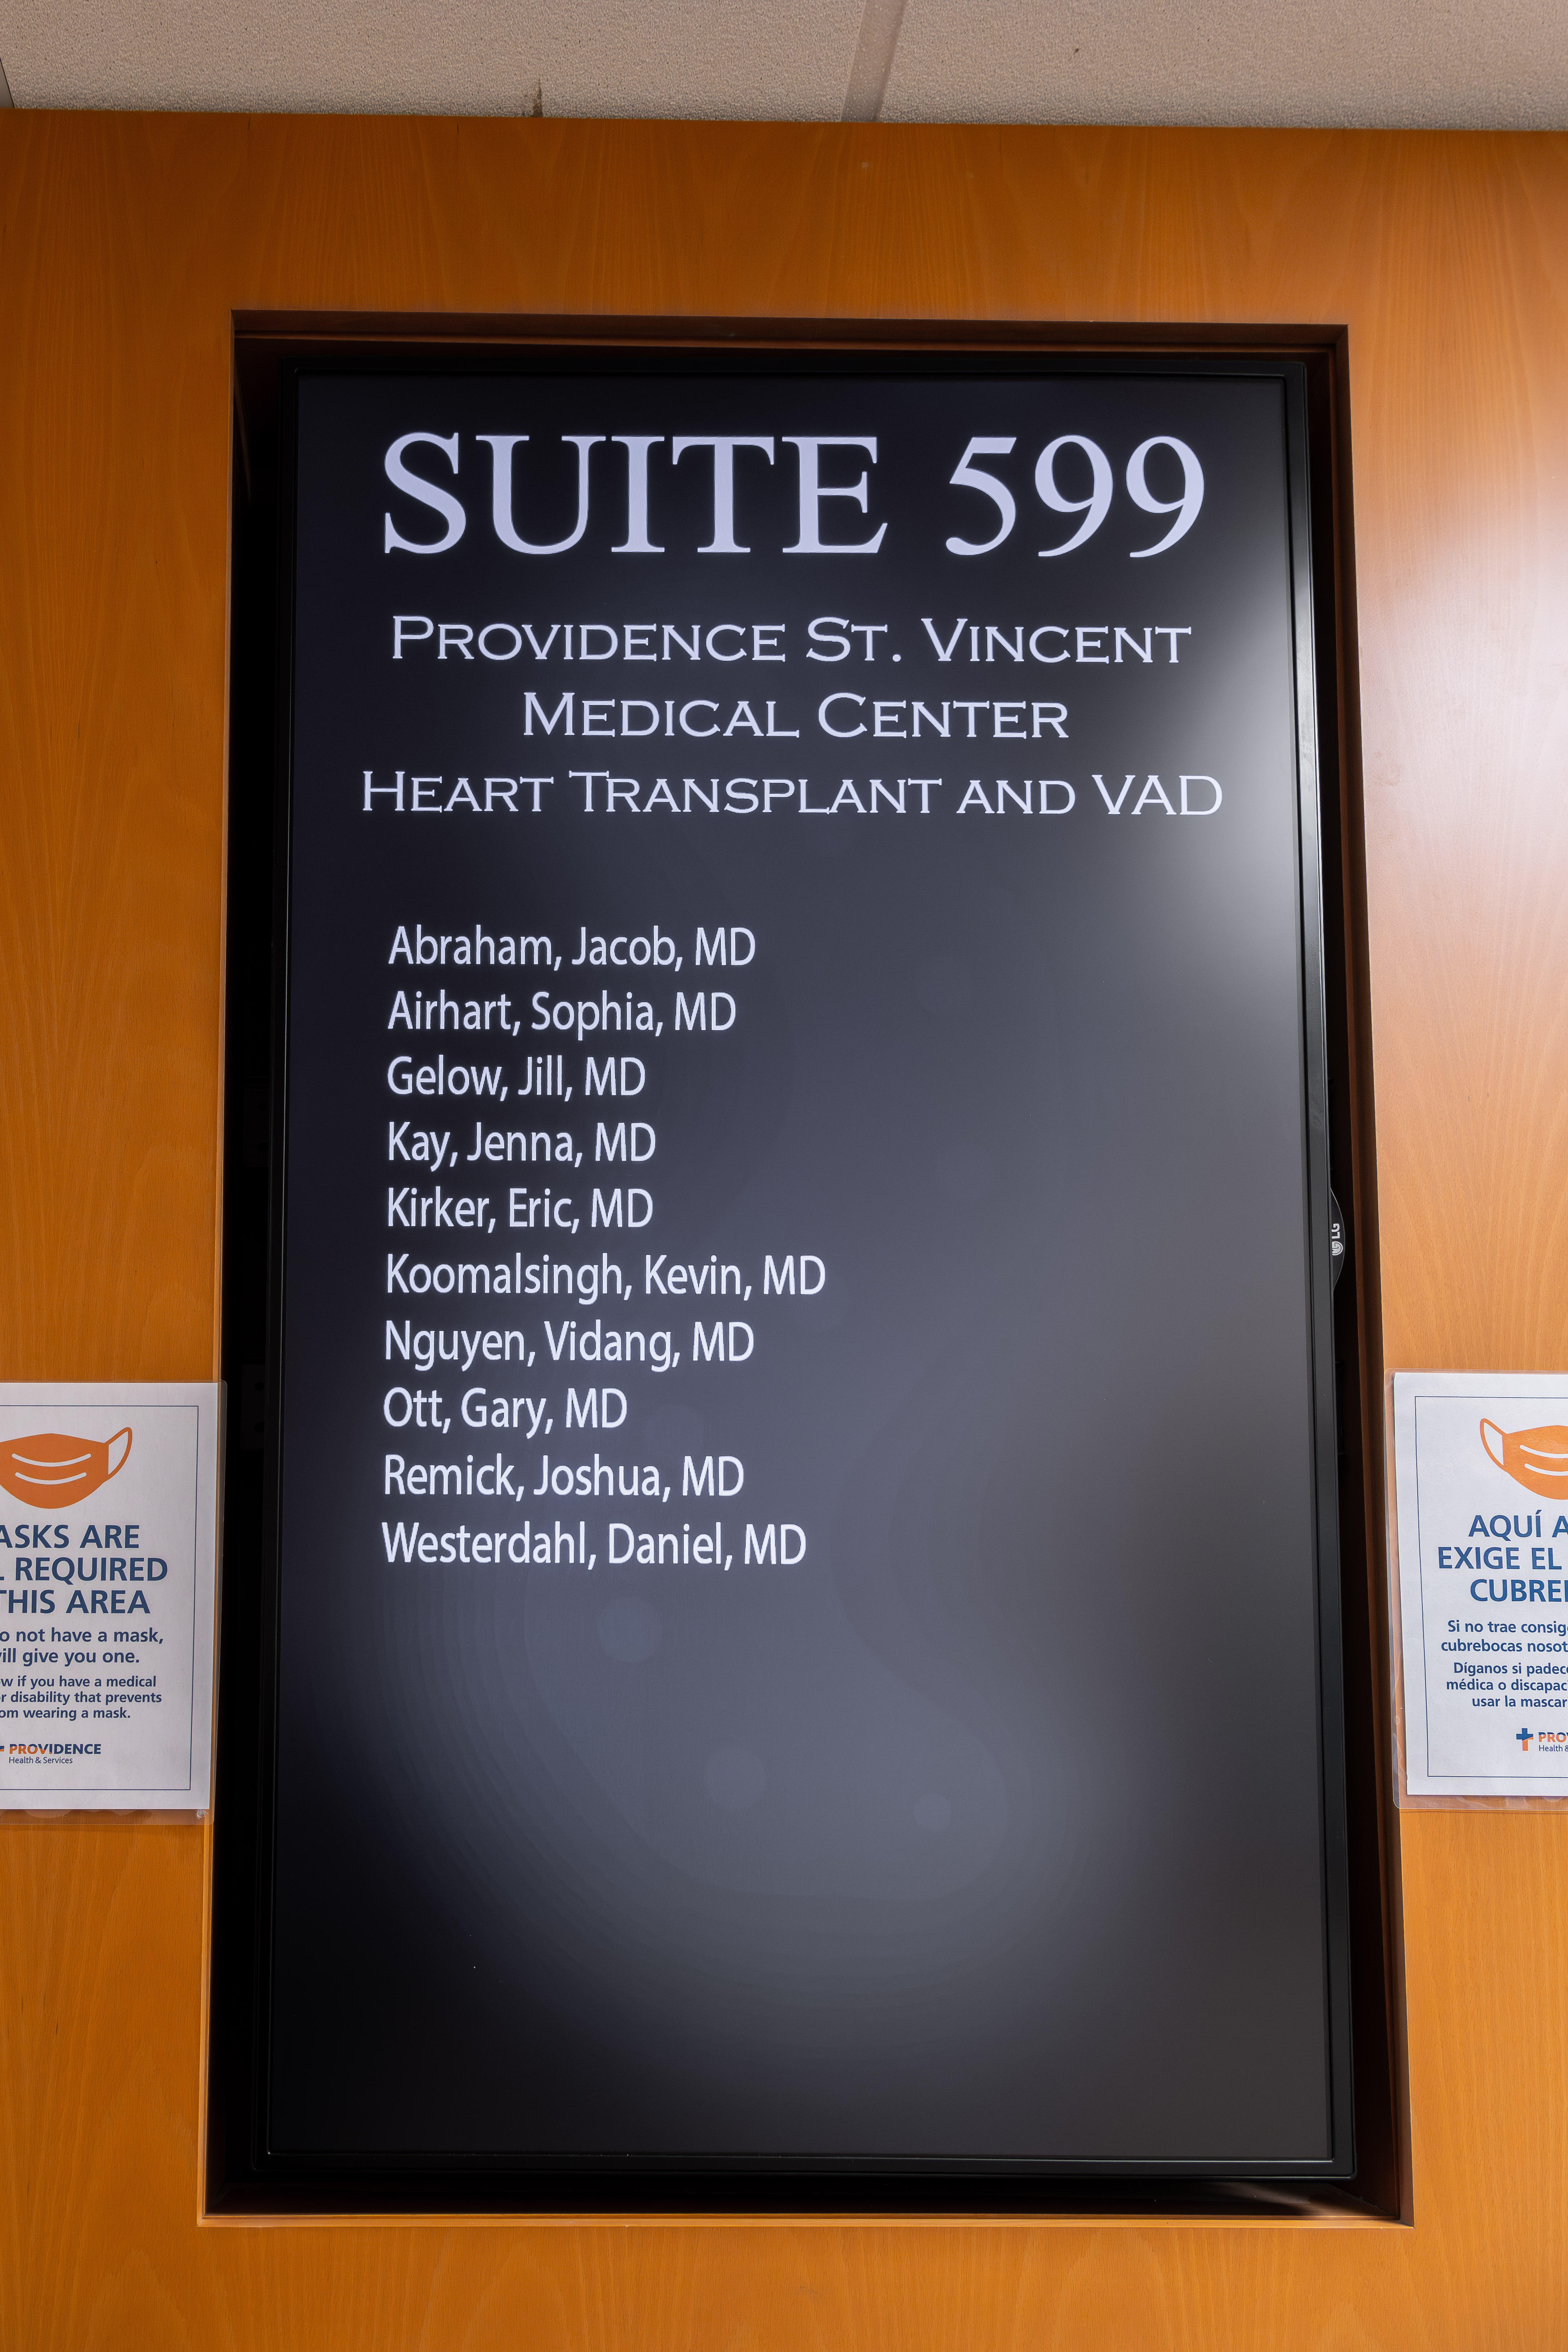 SUITE 599
PROVIDENCE ST. VINCENT
MEDICAL CENTER
HEART TRANSPLANT AND VAD
Abraham, Jacob, MD
Airhart, Sophia, MD
Gelow, Jill, MD
Kay, Jenna, MD
Kirker, Eric, MD
Koomalsingh, Kevin, MD
Nguyen, Vidang, MD
Ott, Gary, MD
Remick, Joshua, MD
Westerdahl, Daniel, MD
LG
ARE
REQUIRED
THIS AREA
not have a mask,
give you one.
if you have a medical
disability that prevents
wearing a mask.
PROVIDENCE
Health & Services
AQUÍ
EXIGE EL
Si no trae
cubrebocas
Díganos si
médica o
usar la
Health